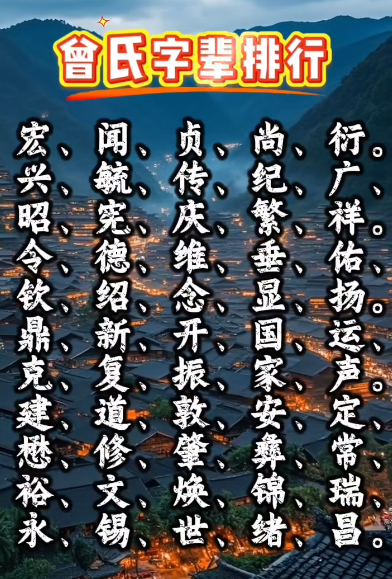 曾氏字辈排行
宏、闻、贞、尚、衍。
兴、毓、传、纪、广、
昭、宪、庆、繁、祥。
令、德、维、垂、佑、
钦、绍、念、显、扬。
鼎、新、开、国、运、
克、复、振、家、声。
建、道、敦、安、定、
懋、修、肇、彝、常、
裕、文、焕、锦、瑞、
永、锡、世、绪、昌。